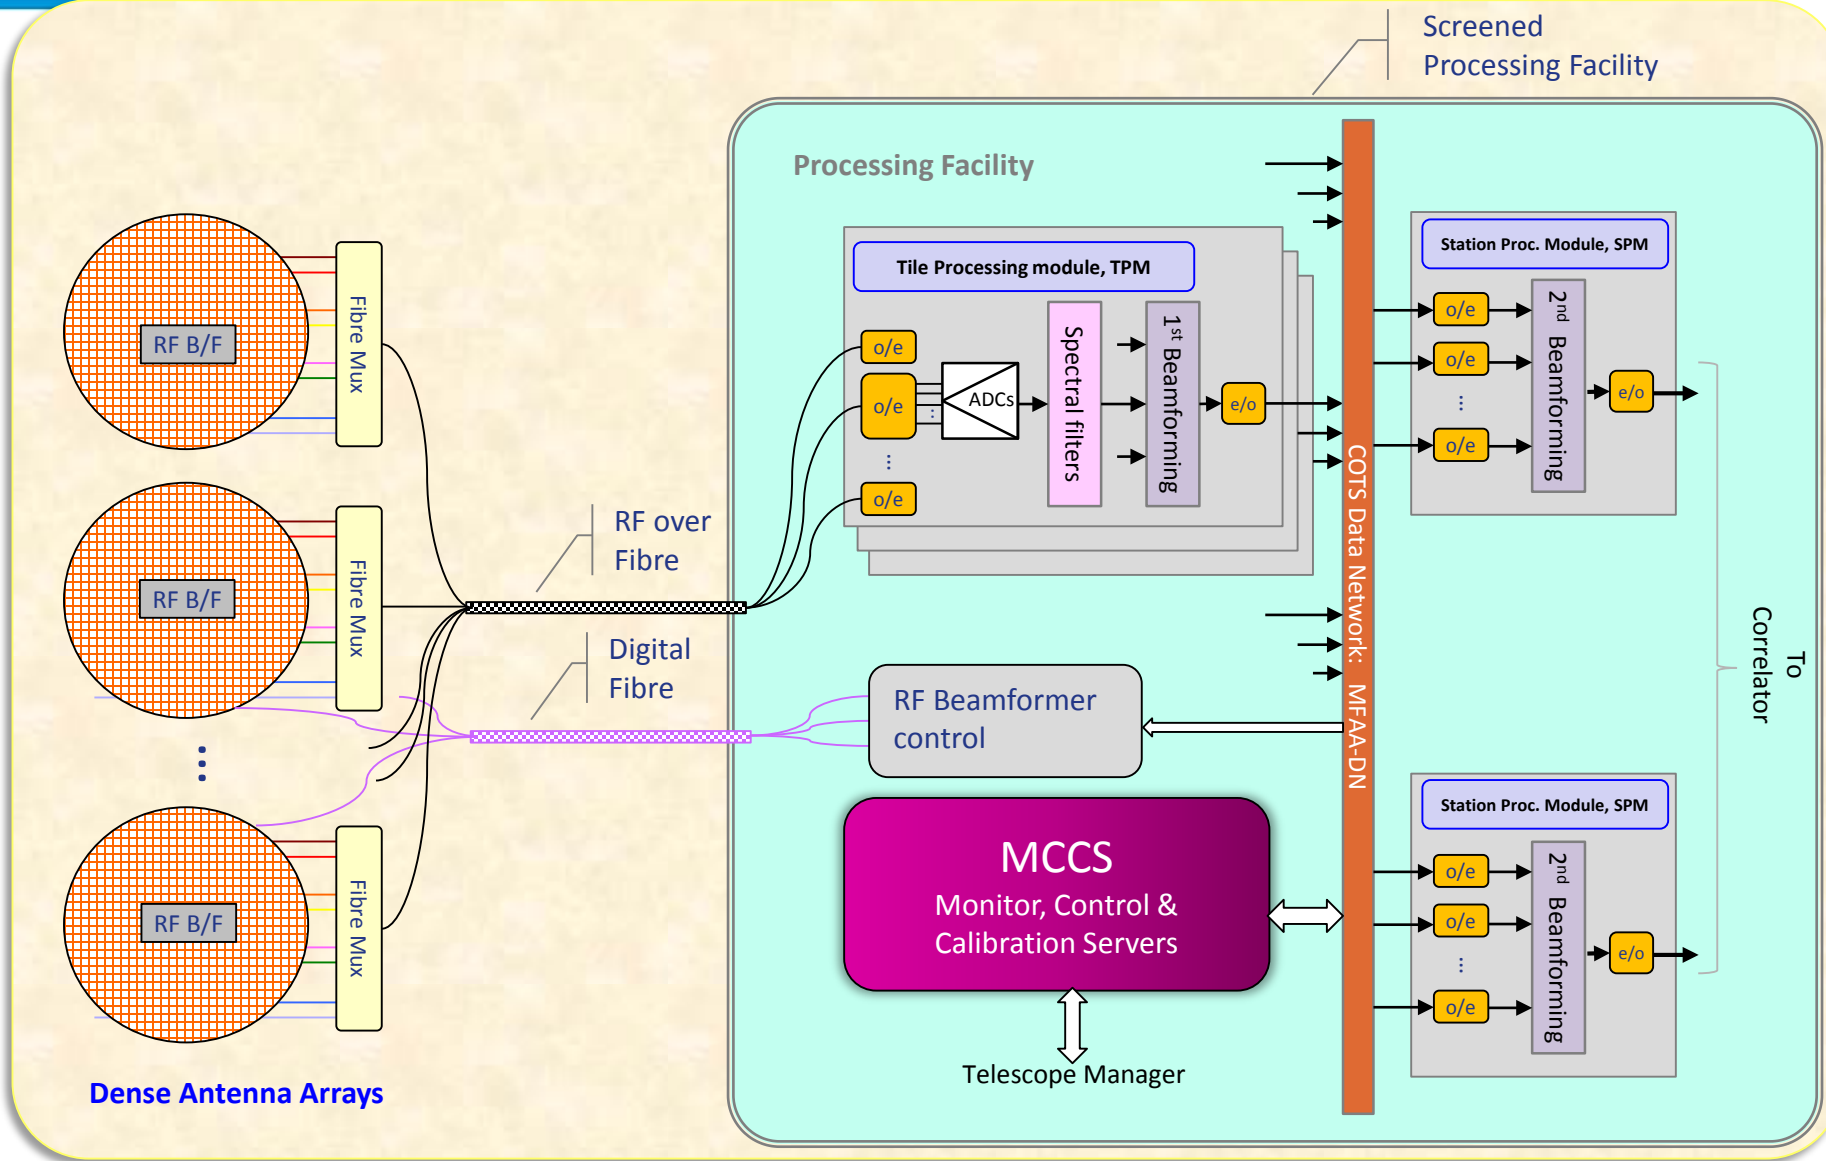 Screened
Processing Facility
Processing Facility
Tile Processing module, TPM
o/e
o/e
...
o/e
...
ADCs
Spectral filters
1st Beamforming
e/o
COTS Data Network: MFAA-DN
Station Proc. Module, SPM
o/e
o/e
...
o/e
2nd Beamforming
e/o
Station Proc. Module, SPM
o/e
o/e
...
o/e
2nd Beamforming
e/o
To
Correlator
RF B/F
Fibre Mux
RF B/F
Fibre Mux
...
RF B/F
Fibre Mux
RF over
Fibre
Digital
Fibre
RF Beamformer
control
MCCS
Monitor, Control &
Calibration Servers
Telescope Manager
Dense Antenna Arrays